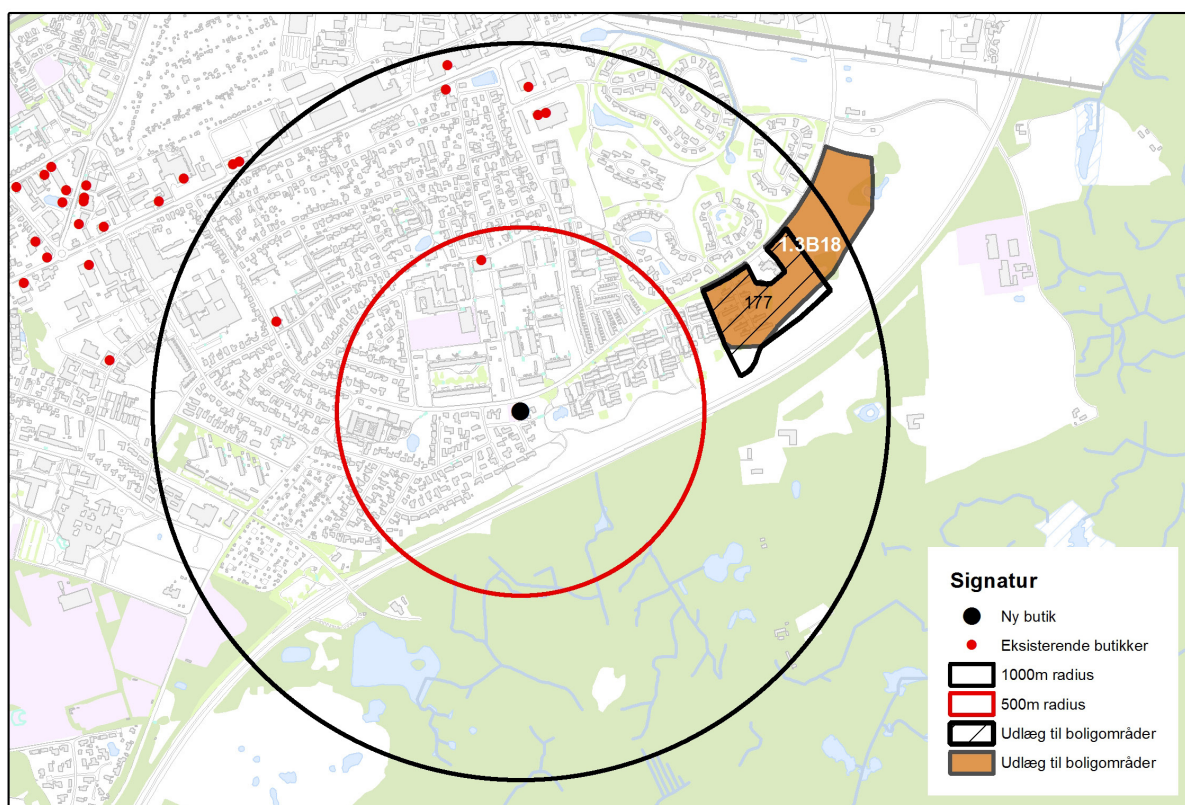 1.3B18
177
Signatur
Ny butik
Eksisterende butikker
1000m radius
500m radius
Udlæg til boligområder
Udlæg til boligområder